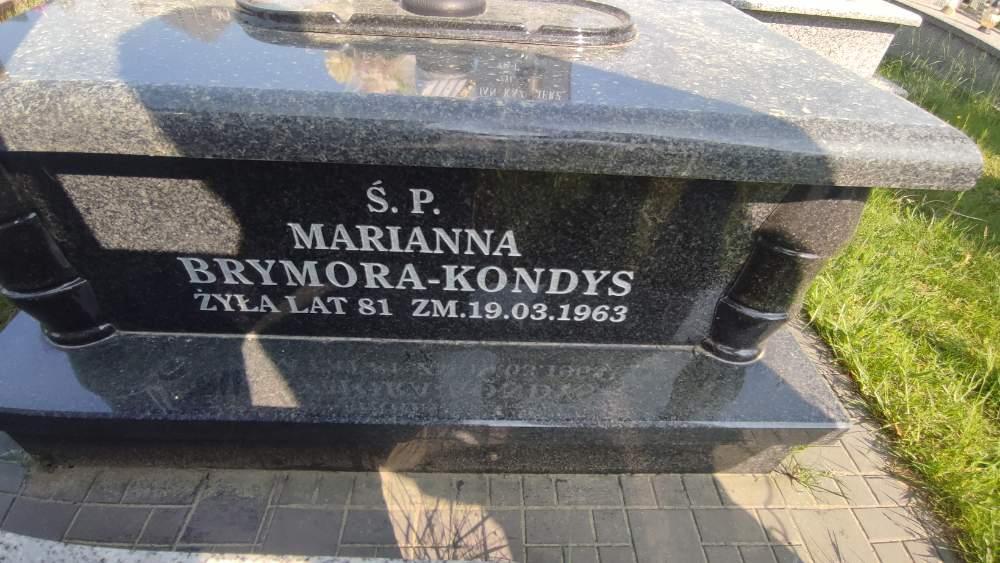 Ś. P.
MARIANNA
BRYMORA-KONDYS
ŻYŁA LAT 81 ZM.19.03.1963